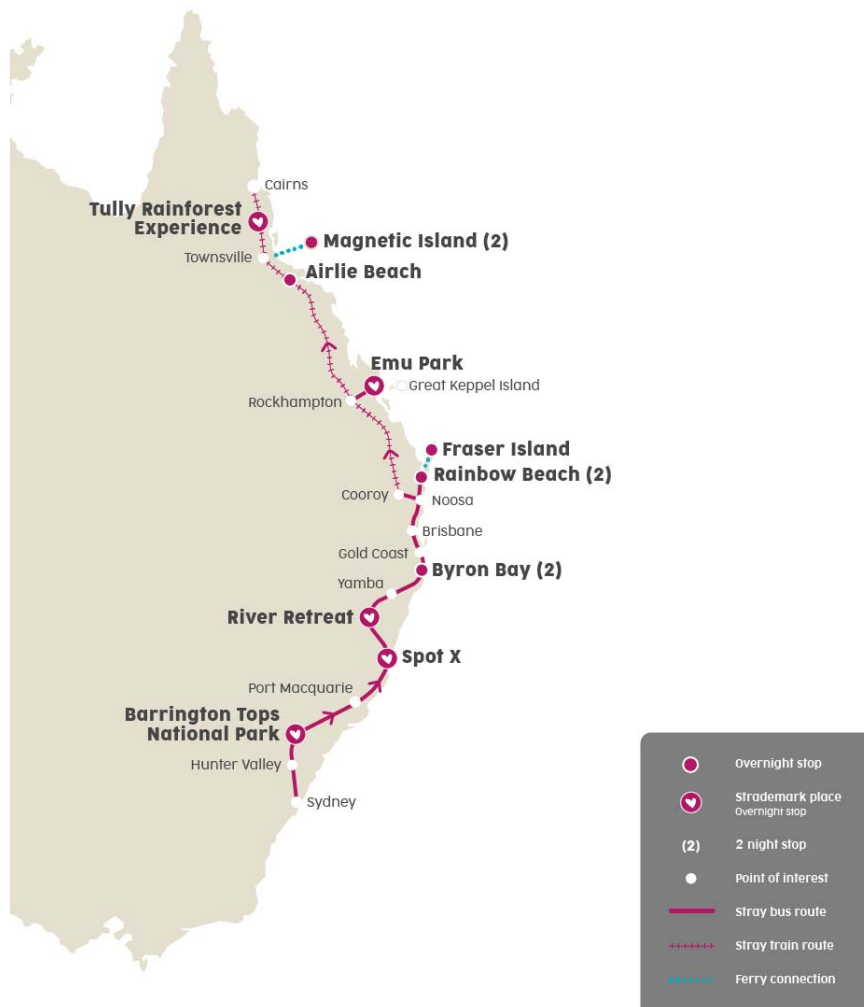 Cairns
Tully Rainforest
Experience
Magnetic Island (2)
Townsville
Airlie Beach
Emu Park
Great Keppel Island
Rockhampton
Fraser Island
Rainbow Beach (2)
Cooroy
Noosa
Brisbane
Gold Coast
Byron Bay (2)
Yamba
River Retreat
Spot X
Port Macquarie
Barrington Tops
National Park
Hunter Valley
Sydney
Overnight stop
Strademark place
Overnight stop
(2) 2 night stop
Point of interest
Stray bus route
Stray train route
Ferry connection